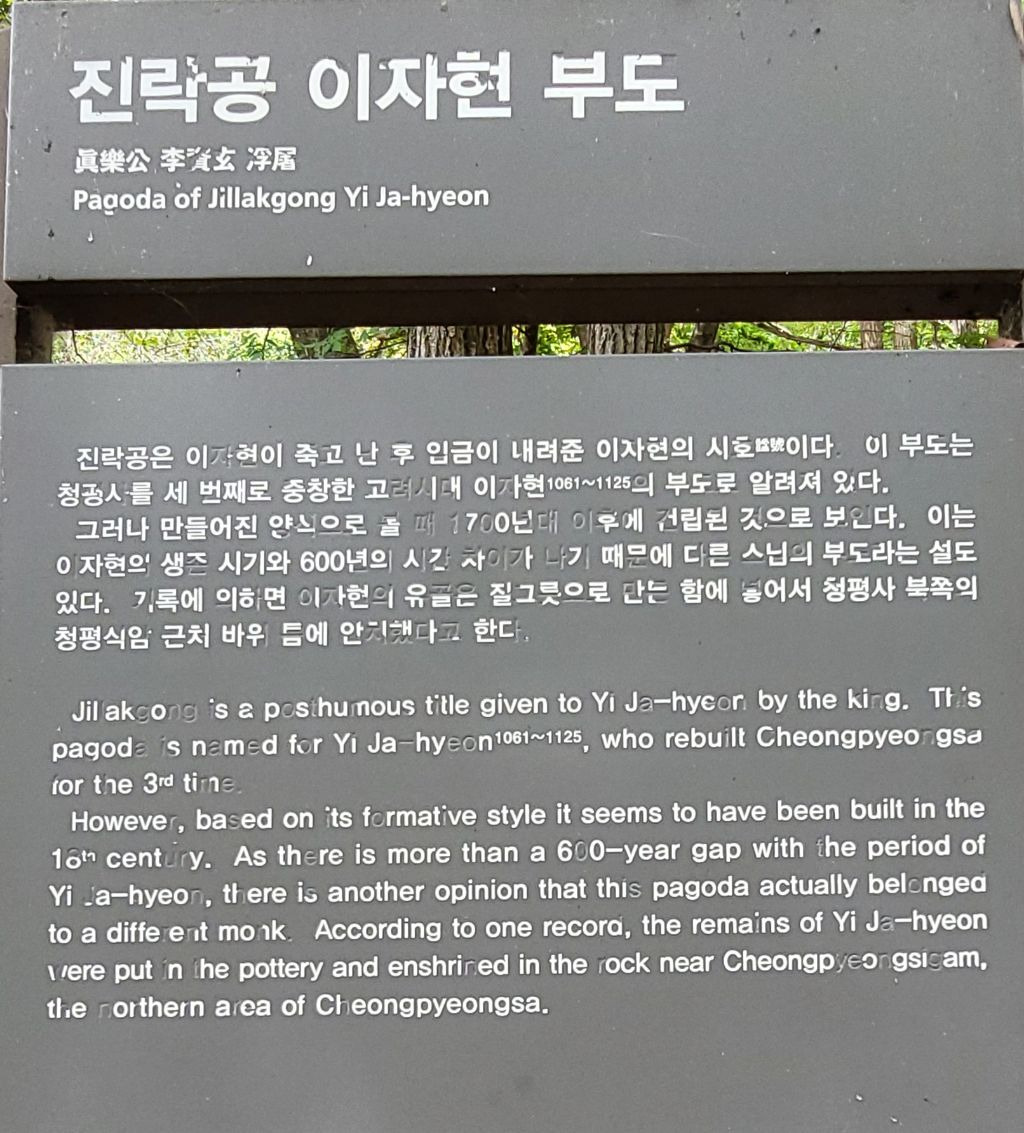 진락공 이자현 부도
眞樂公 李資玄 浮屠
Pagoda of Jillakgong Yi Ja-hyeon
진락공은 이자현이 죽고 난 후 임금이 내려준 이자현의 시호諡號이다. 이 부도는
청평사를 세 번째로 중창한 고려시대 이자현1061~1125의 부도로 알려져 있다.
그러나 만들어진 양식으로 볼 때 1700년대 이후에 건립된 것으로 보인다. 이는
이자현의 생존 시기와 600년의 시간 차이가 나기 때문에 다른 스님의 부도라는 설도
있다. 기록에 의하면 이자현의 유골은 질그릇으로 만든 함에 넣어서 청평사 북쪽의
청평식암 근처 바위 틈에 안치했다고 한다.
Jillakgong is a posthumous title given to Yi Ja-hyeon by the king. This
pagoda is named for Yi Ja-hyeon1061~1125, who rebuilt Cheongpyeongsa
for the 3rd time.
However, based on its formative style it seems to have been built in the
18th century. As there is more than a 600-year gap with the period of
Yi Ja-hyeon, there is another opinion that this pagoda actually belonged
to a different monk. According to one record, the remains of Yi Ja-hyeon
were put in the pottery and enshrined in the rock near Cheongpyeongsigam,
the northern area of Cheongpyeongsa.